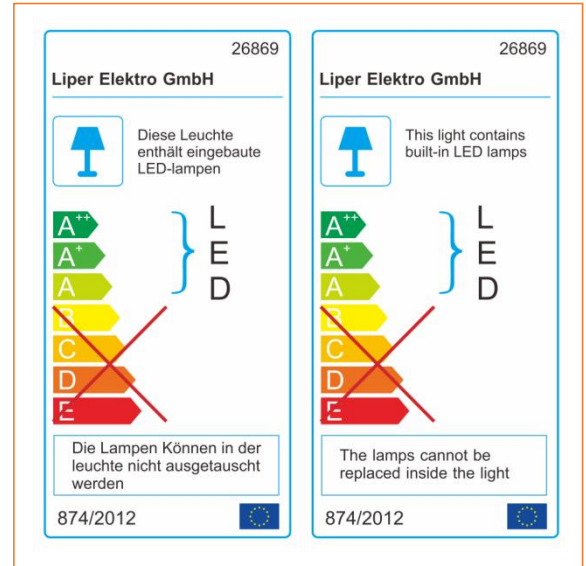 26869
Liper Elektro GmbH
Diese Leuchte
enthält eingebaute
LED-lampen
A++
A+
A
B
C
D
E
L
E
D
Die Lampen Können in der
leuchte nicht ausgetauscht
werden
874/2012
26869
Liper Elektro GmbH
This light contains
built-in LED lamps
A++
A+
A
B
C
D
E
L
E
D
The lamps cannot be
replaced inside the light
874/2012